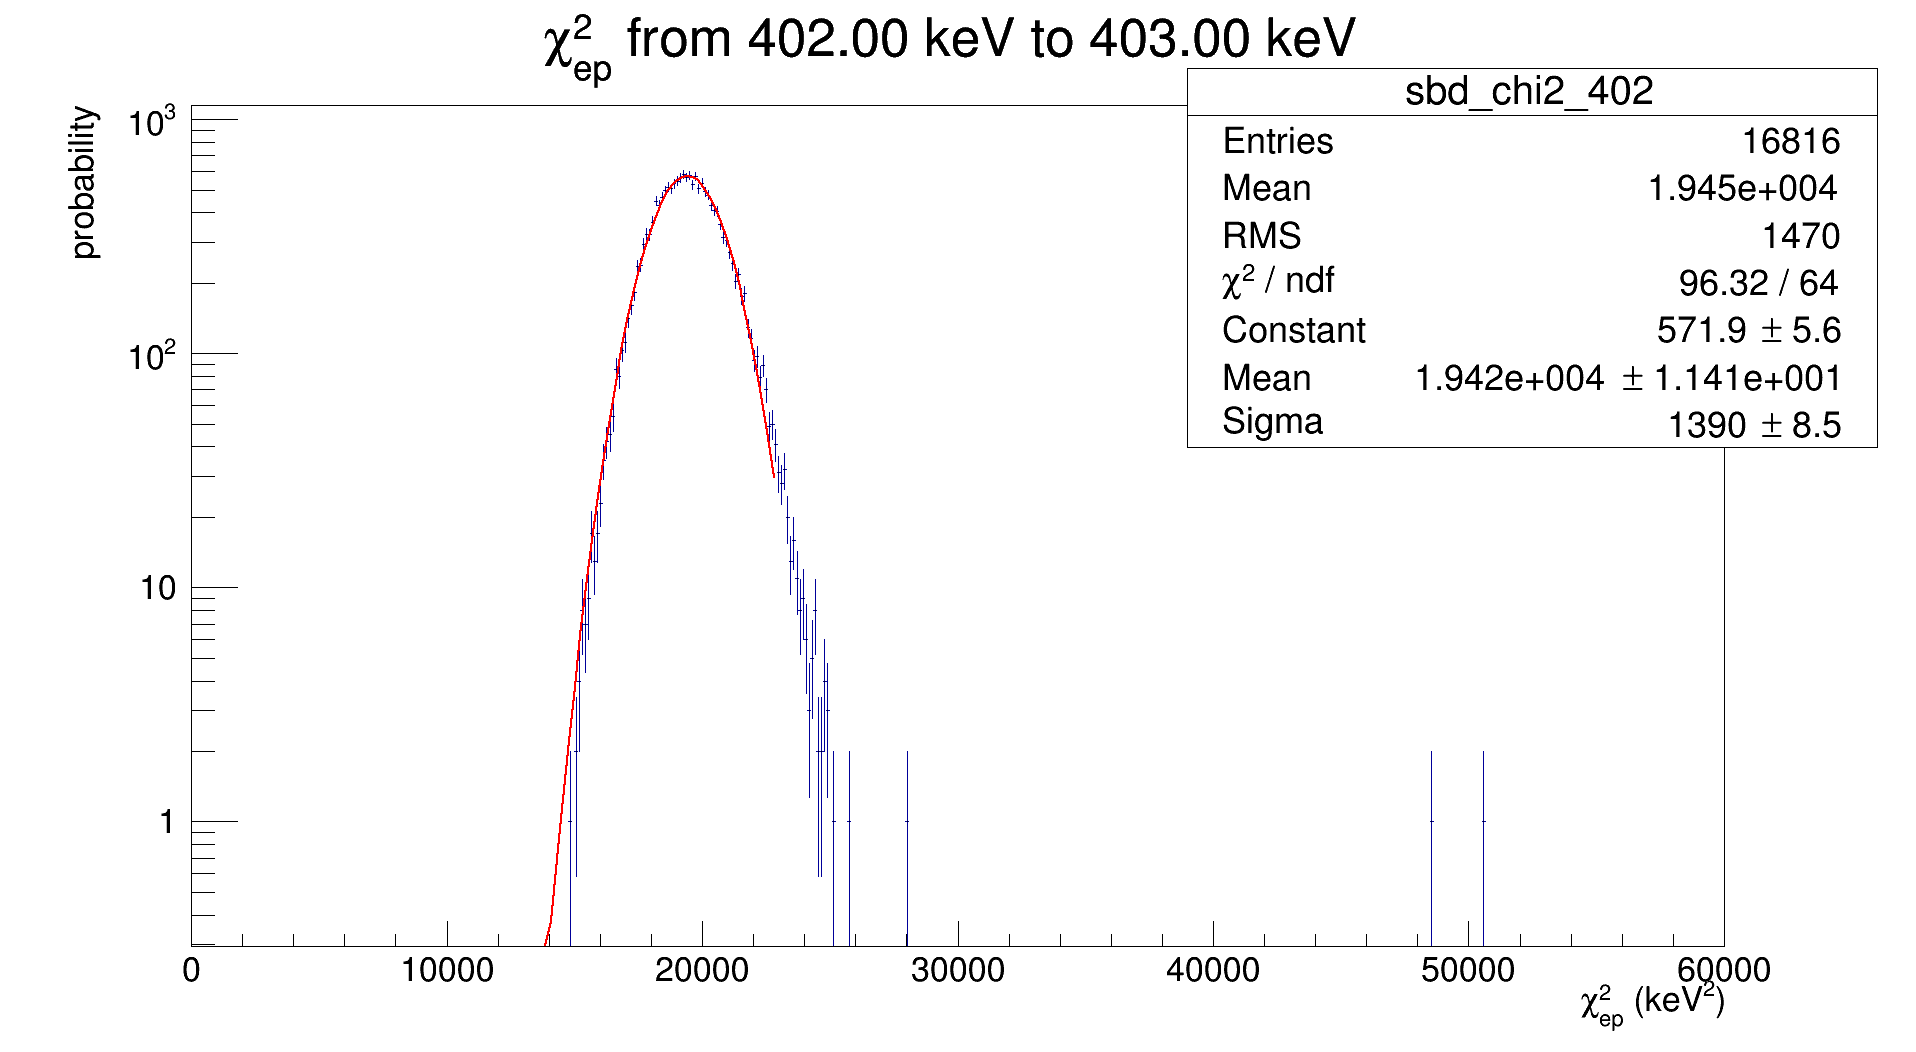 χ²ep from 402.00 keV to 403.00 keV
sbd_chi2_402
Entries 16816
Mean 1.945e+004
RMS 1470
χ² / ndf 96.32 / 64
Constant 571.9 ± 5.6
Mean 1.942e+004 ± 1.141e+001
Sigma 1390 ± 8.5
probability
10³
10²
10
1
0 10000 20000 30000 40000 50000 60000
χ²ep (keV²)